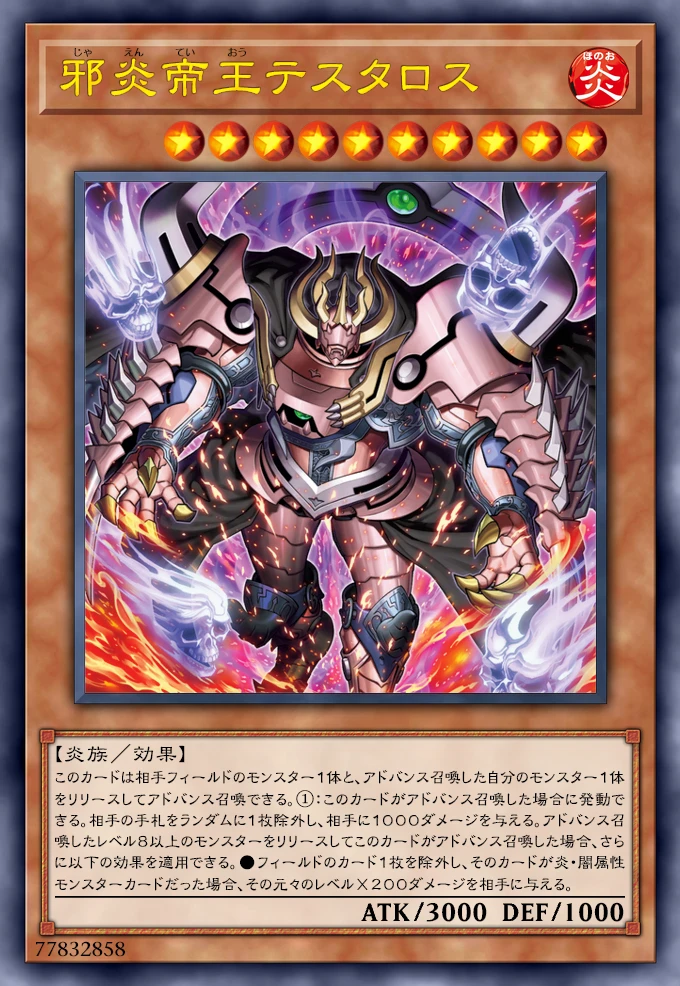 じゃ えん てい おう
邪炎帝王テスタロス
ほのお
炎
【炎族／効果】
このカードは相手フィールドのモンスター１体と、アドバンス召喚した自分のモンスター１体
をリリースしてアドバンス召喚できる。①：このカードがアドバンス召喚した場合に発動で
きる。相手の手札をランダムに１枚除外し、相手に１０００ダメージを与える。アドバンス召
喚したレベル８以上のモンスターをリリースしてこのカードがアドバンス召喚した場合、さら
に以下の効果を適用できる。●フィールドのカード１枚を除外し、そのカードが炎・闇属性
モンスターカードだった場合、その元々のレベル×２００ダメージを相手に与える。
ATK/3000 DEF/1000
77832858